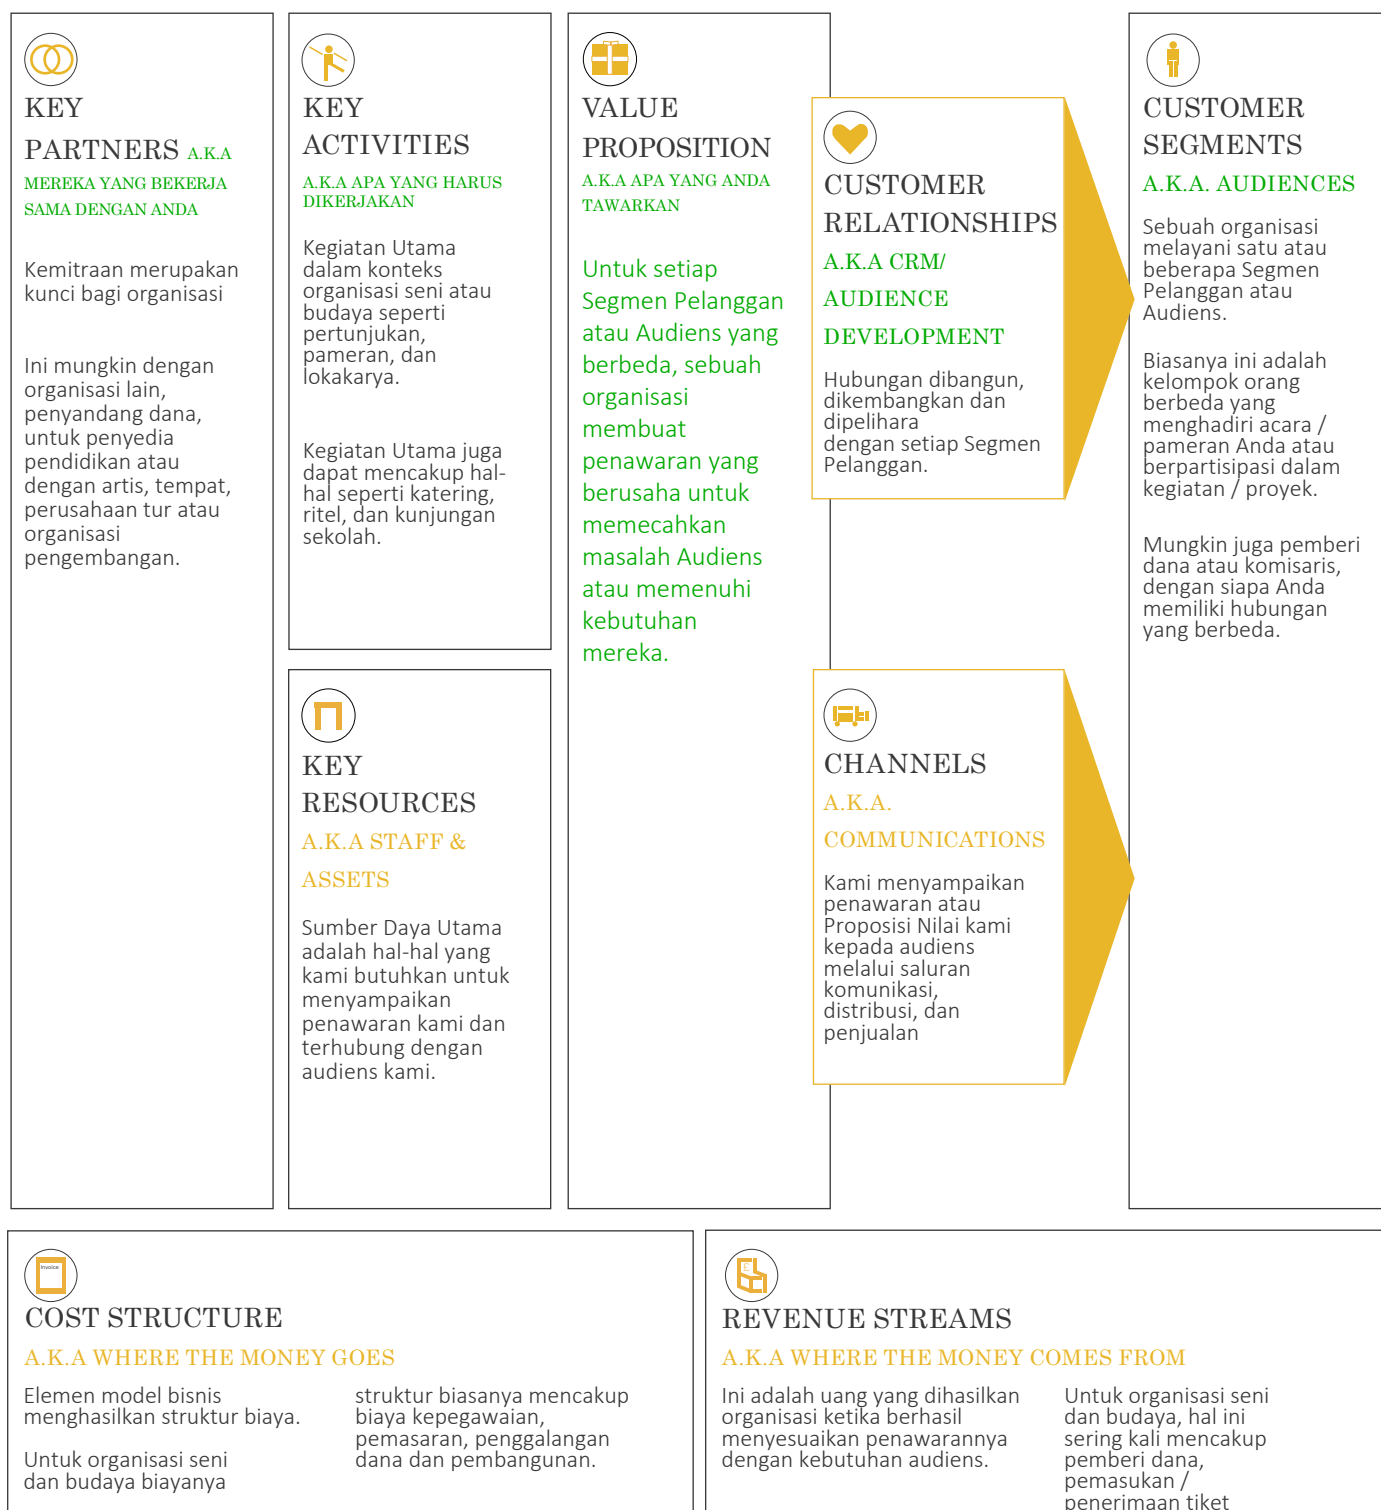 KEY
PARTNERS A.K.A
MEREKA YANG BEKERJA
SAMA DENGAN ANDA
Kemitraan merupakan
kunci bagi organisasi
Ini mungkin dengan
organisasi lain,
penyandang dana,
untuk penyedia
pendidikan atau
dengan artis, tempat,
perusahaan tur atau
organisasi
pengembangan.
KEY
ACTIVITIES
A.K.A APA YANG HARUS
DIKERJAKAN
Kegiatan Utama
dalam konteks
organisasi seni atau
budaya seperti
pertunjukan,
pameran, dan
lokakarya.
Kegiatan Utama juga
dapat mencakup hal-
hal seperti katering,
ritel, dan kunjungan
sekolah.
KEY
RESOURCES
A.K.A STAFF &
ASSETS
Sumber Daya Utama
adalah hal-hal yang
kami butuhkan untuk
menyampaikan
penawaran kami dan
terhubung dengan
audiens kami.
VALUE
PROPOSITION
A.K.A APA YANG ANDA
TAWARKAN
Untuk setiap
Segmen Pelanggan
atau Audiens yang
berbeda, sebuah
organisasi
membuat
penawaran yang
berusaha untuk
memecahkan
masalah Audiens
atau memenuhi
kebutuhan
mereka.
CUSTOMER
RELATIONSHIPS
A.K.A CRM/
AUDIENCE
DEVELOPMENT
Hubungan dibangun,
dikembangkan dan
dipelihara
dengan setiap Segmen
Pelanggan.
CHANNELS
A.K.A.
COMMUNICATIONS
Kami menyampaikan
penawaran atau
Proposisi Nilai kami
kepada audiens
melalui saluran
komunikasi,
distribusi, dan
penjualan
CUSTOMER
SEGMENTS
A.K.A. AUDIENCES
Sebuah organisasi
melayani satu atau
beberapa Segmen
Pelanggan atau
Audiens.
Biasanya ini adalah
kelompok orang
berbeda yang
menghadiri acara /
pameran Anda atau
berpartisipasi dalam
kegiatan / proyek.
Mungkin juga pemberi
dana atau komisaris,
dengan siapa Anda
memiliki hubungan
yang berbeda.
Invoice
COST STRUCTURE
A.K.A WHERE THE MONEY GOES
Elemen model bisnis
menghasilkan struktur biaya.
Untuk organisasi seni
dan budaya biayanya
struktur biasanya mencakup
biaya kepegawaian,
pemasaran, penggalangan
dana dan pembangunan.
£
REVENUE STREAMS
A.K.A WHERE THE MONEY COMES FROM
Ini adalah uang yang dihasilkan
organisasi ketika berhasil
menyesuaikan penawarannya
dengan kebutuhan audiens.
Untuk organisasi seni
dan budaya, hal ini
sering kali mencakup
pemberi dana,
pemasukan /
penerimaan tiket